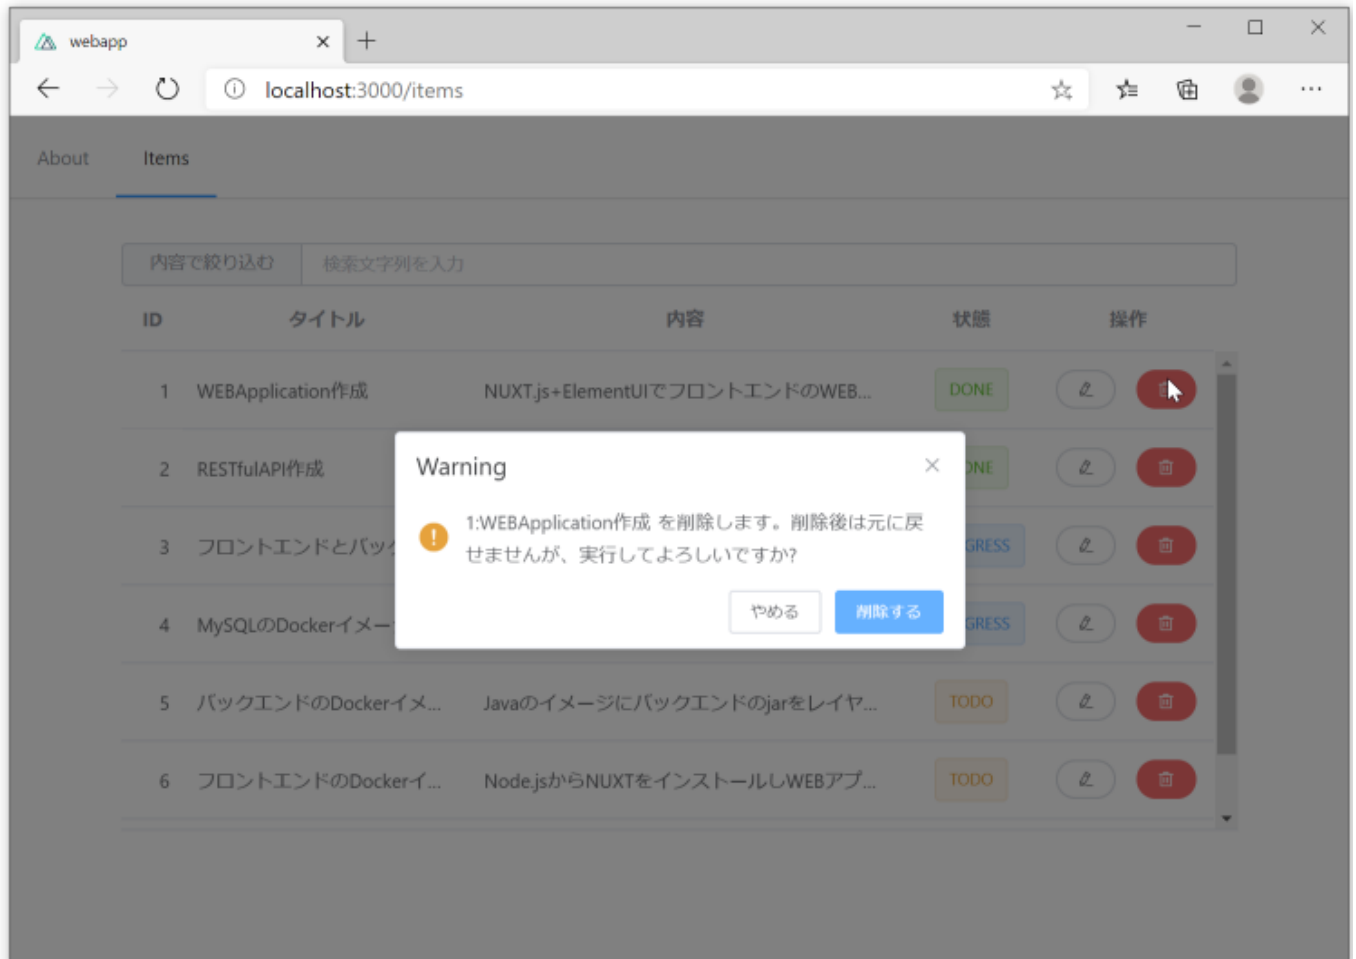 webapp
localhost:3000/items
About Items
内容で絞り込む 検索文字列を入力
ID タイトル 内容 状態 操作
1 WEBApplication作成 NUXT.js+ElementUIでフロントエンドのWEB... DONE
2 RESTfulAPI作成 ONE
Warning
1:WEBApplication作成 を削除します。削除後は元に戻
せませんが、実行してよろしいですか?
やめる 削除する
3 フロントエンドとバック GRESS
4 MySQLのDockerイメー GRESS
5 バックエンドのDockerイメ... Javaのイメージにバックエンドのjarをレイヤ... TODO
6 フロントエンドのDockerイ... Node.jsからNUXTをインストールしWEBアプ... TODO